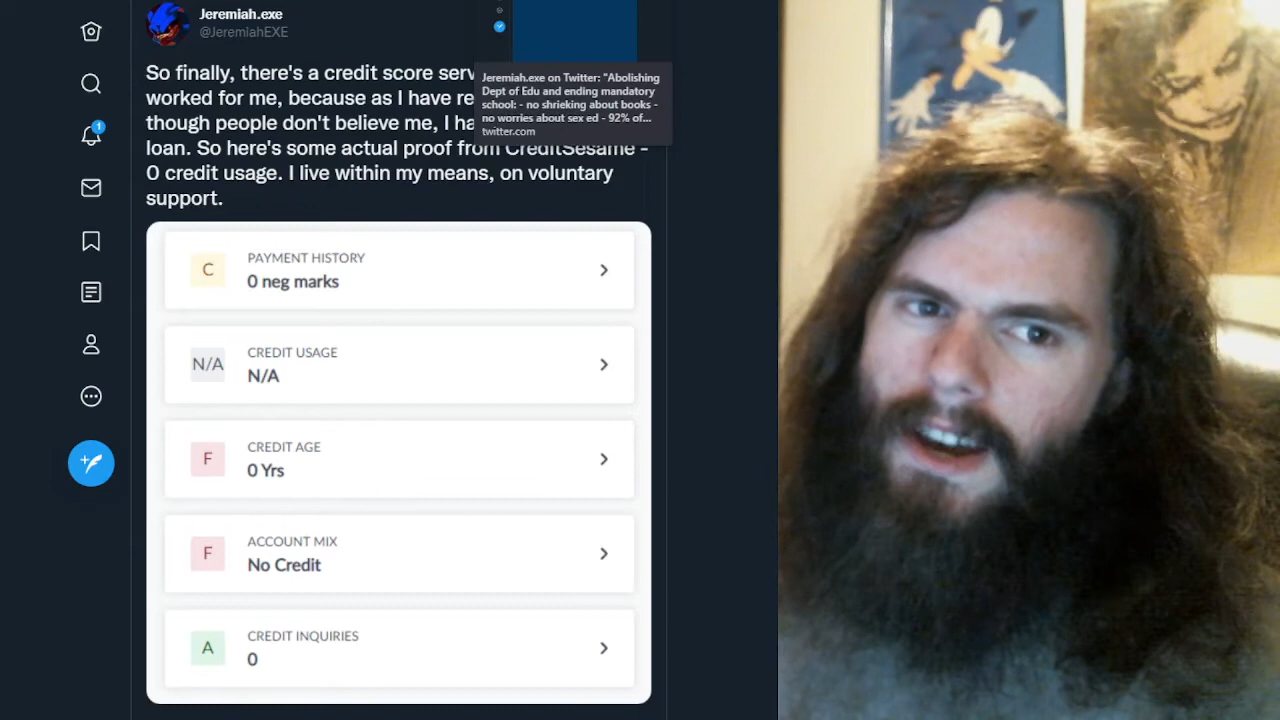 Jeremiah.exe
@JeremiahEXE
So finally, there's a credit score
worked for me, because as I have
though people don't believe me, I
loan. So here's some actual proof from CreditSesame -
0 credit usage. I live within my means, on voluntary
support.
Jeremiah.exe on Twitter: "Abolishing
Dept of Edu and ending mandatory
school: - no shrieking about books -
no worries about sex ed - 92% of...
twitter.com
1
C
PAYMENT HISTORY
0 neg marks
N/A
CREDIT USAGE
N/A
F
CREDIT AGE
0 Yrs
F
ACCOUNT MIX
No Credit
A
CREDIT INQUIRIES
0